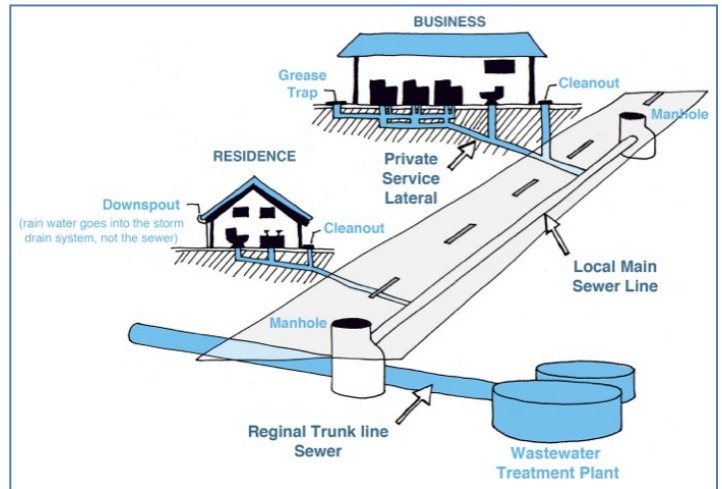 BUSINESS
Grease
Trap
Cleanout
Manhole
Private
Service
Lateral
RESIDENCE
Downspout
(rain water goes into the storm
drain system, not the sewer)
Cleanout
Local Main
Sewer Line
Manhole
Reginal Trunk line
Sewer
Wastewater
Treatment Plant